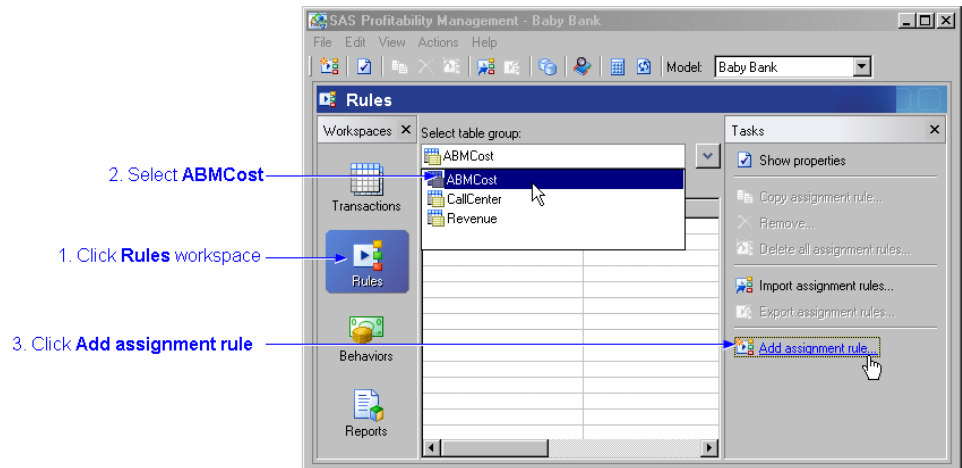 SAS Profitability Management - Baby Bank
File Edit View Actions Help
Model: Baby Bank
Rules
Workspaces
Select table group:
Tasks
ABMCost
Show properties
2. Select ABMCost
ABMCost
CallCenter
Revenue
Transactions
Copy assignment rule...
Remove...
Delete all assignment rules...
1. Click Rules workspace
Rules
Import assignment rules...
Export assignment rules...
3. Click Add assignment rule
Add assignment rule...
Behaviors
Reports